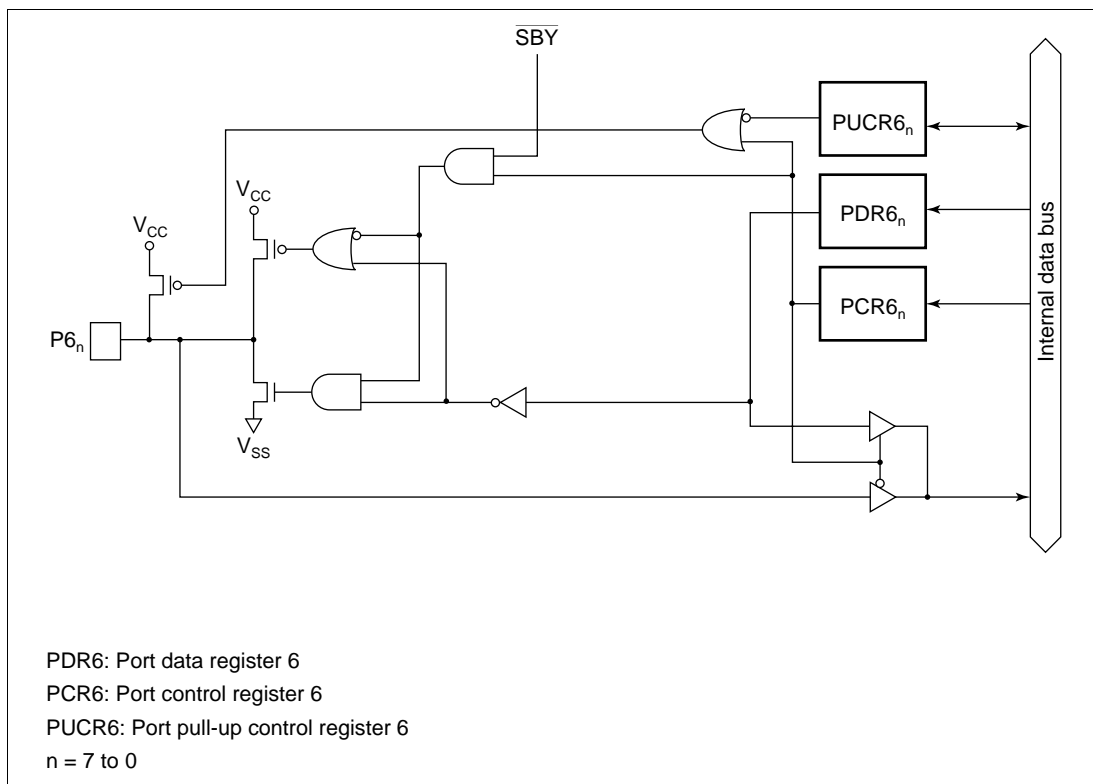 SBY
PUCR6n
VCC
PDR6n
VCC
PCR6n
P6n
VSS
Internal data bus
PDR6: Port data register 6
PCR6: Port control register 6
PUCR6: Port pull-up control register 6
n = 7 to 0